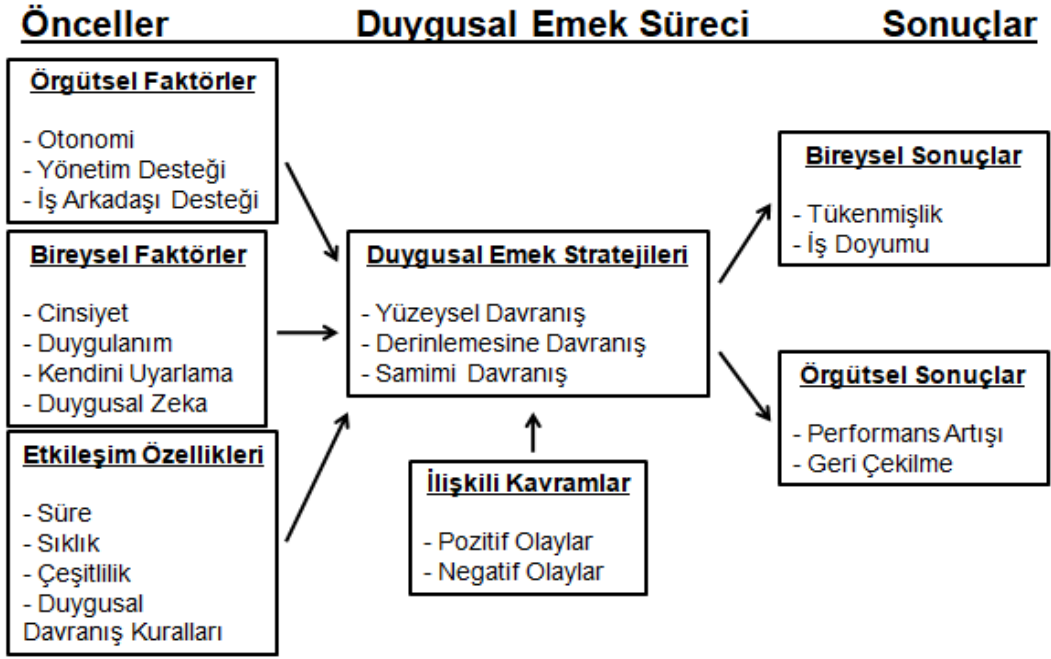 Önceller Duygusal Emek Süreci Sonuçlar
Örgütsel Faktörler
- Otonomi
- Yönetim Desteği
- İş Arkadaşı Desteği
Bireysel Faktörler
- Cinsiyet
- Duygulanım
- Kendini Uyarlama
- Duygusal Zeka
Etkileşim Özellikleri
- Süre
- Sıklık
- Çeşitlilik
- Duygusal
Davranış Kuralları
Duygusal Emek Stratejileri
- Yüzeysel Davranış
- Derinlemesine Davranış
- Samimi Davranış
İlişkili Kavramlar
- Pozitif Olaylar
- Negatif Olaylar
Bireysel Sonuçlar
- Tükenmişlik
- İş Doyumu
Örgütsel Sonuçlar
- Performans Artışı
- Geri Çekilme